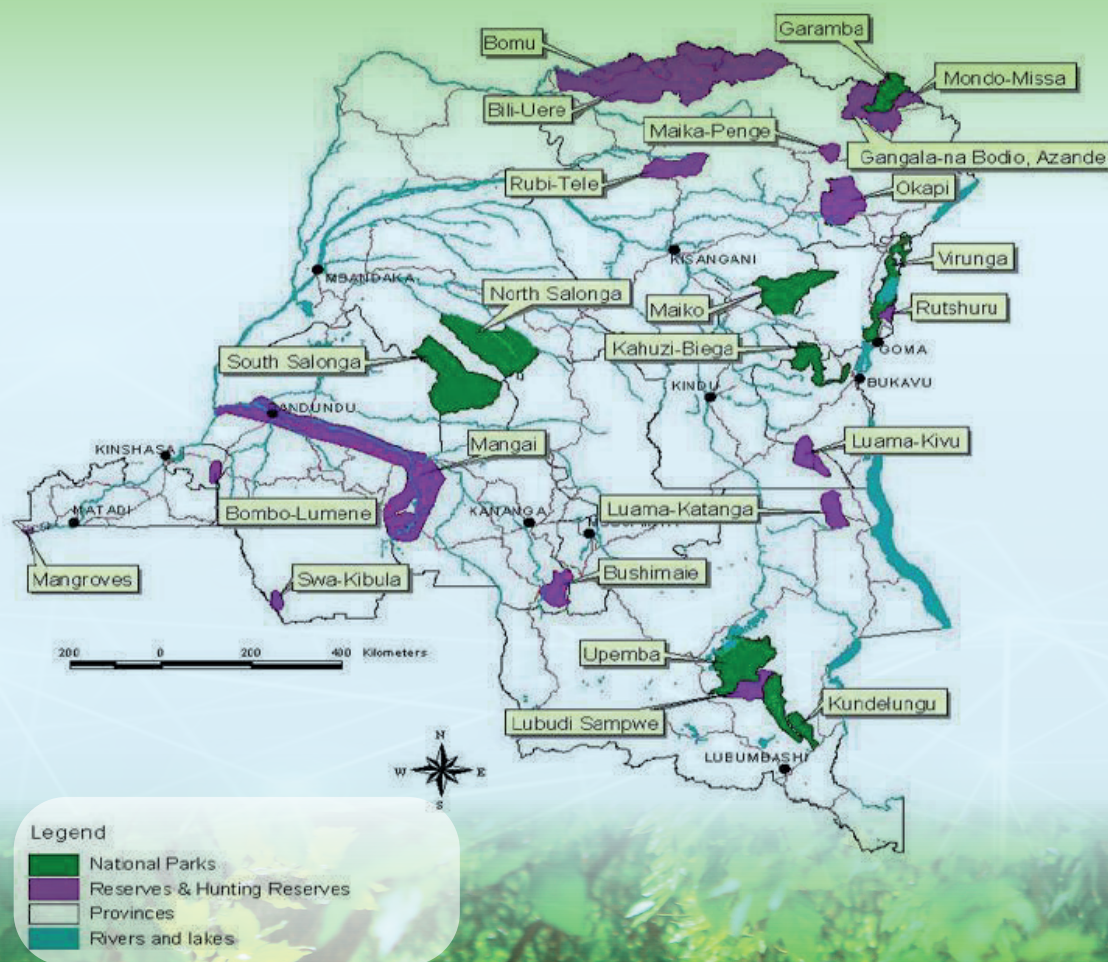 Garamba
Bomu
Mondo-Missa
Bili-Uere
Maika-Penge
Gangala-na Bodio, Azande
Rubi-Tele
Okapi
KISANGANI
MBANDAKA
Virunga
North Salonga
Maiko
Rutshuru
Kahuzi-Biega
GOMA
South Salonga
KINDU
BUKAVU
BANDUNDU
Mangai
Luama-Kivu
KINSHASA
Luama-Katanga
Bombo-Lumene
KANANGA
MATADI
Mangroves
Swa-Kibula
Bushimaie
200 0 200 400 Kilometers
Upemba
Kundelungu
Lubudi Sampwe
LUBUMBASHI
N
W E
S
Legend
National Parks
Reserves & Hunting Reserves
Provinces
Rivers and lakes